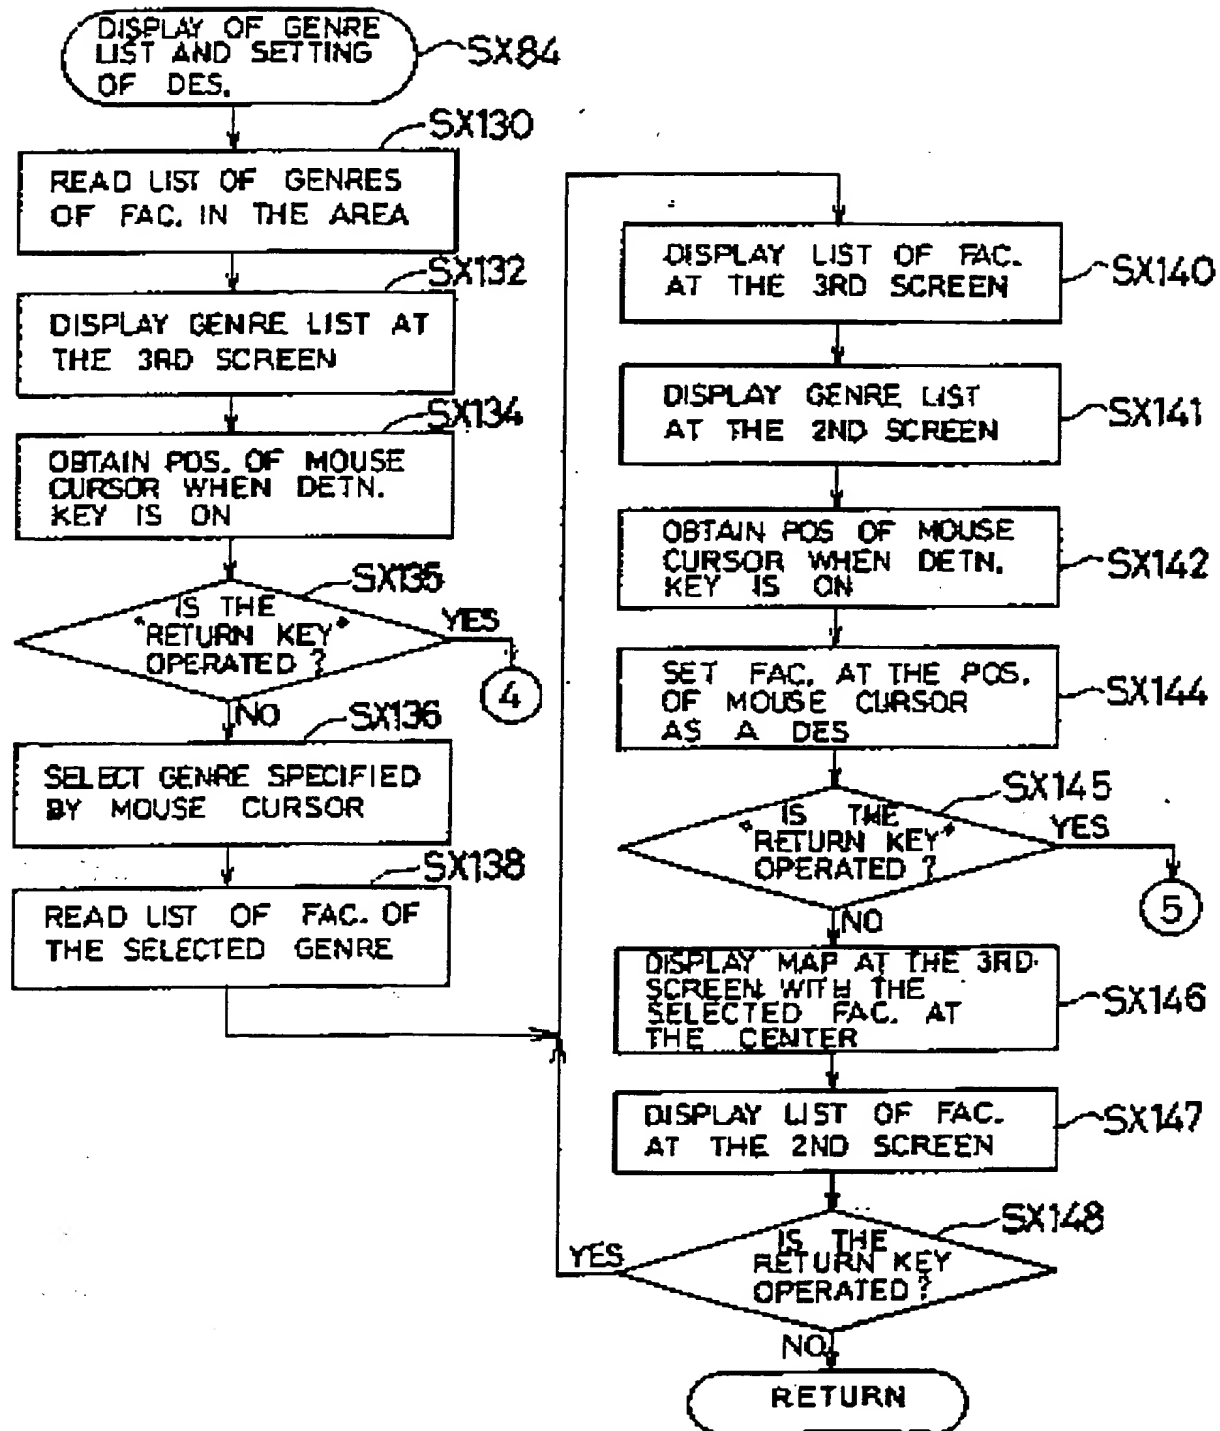 DISPLAY OF GENRE
LIST AND SETTING
OF DES.
SX84
SX130
READ LIST OF GENRES
OF FAC. IN THE AREA
SX132
DISPLAY GENRE LIST AT
THE 3RD SCREEN
SX134
OBTAIN POS. OF MOUSE
CURSOR WHEN DETN.
KEY IS ON
SX135
IS THE
"RETURN KEY"
OPERATED ?
YES
4
NO
SX136
SELECT GENRE SPECIFIED
BY MOUSE CURSOR
SX138
READ LIST OF FAC. OF
THE SELECTED GENRE
DISPLAY LIST OF FAC.
AT THE 3RD SCREEN
SX140
DISPLAY GENRE LIST
AT THE 2ND SCREEN
SX141
OBTAIN POS OF MOUSE
CURSOR WHEN DETN.
KEY IS ON
SX142
SET FAC. AT THE POS.
OF MOUSE CURSOR
AS A DES
SX144
SX145
IS THE
"RETURN KEY"
OPERATED ?
YES
5
NO
DISPLAY MAP AT THE 3RD
SCREEN WITH THE
SELECTED FAC. AT
THE CENTER
SX146
DISPLAY LIST OF FAC.
AT THE 2ND SCREEN
SX147
SX148
IS THE
RETURN KEY
OPERATED ?
YES
NO
RETURN